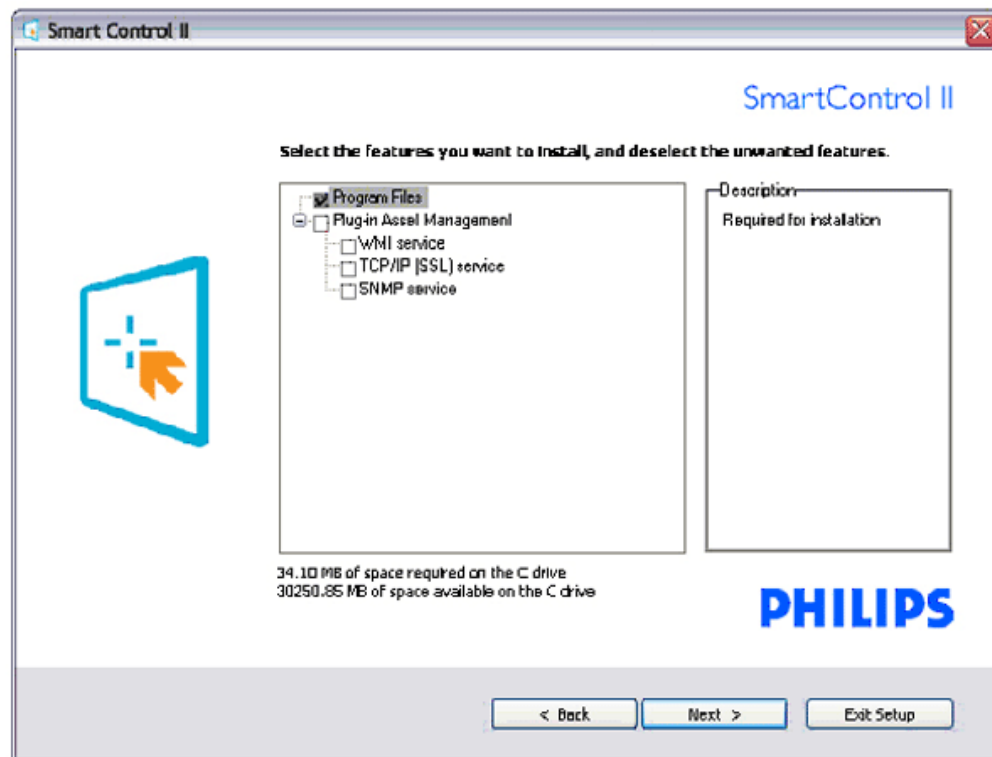 Smart Control II
SmartControl II
Select the features you want to install, and deselect the unwanted features.
Program Files
Plug-in Asset Management
WMI service
TCP/IP (SSL) service
SNMP service
Description
Required for installation
34.10 MB of space required on the C drive
30250.85 MB of space available on the C drive
PHILIPS
< Back
Next >
Exit Setup